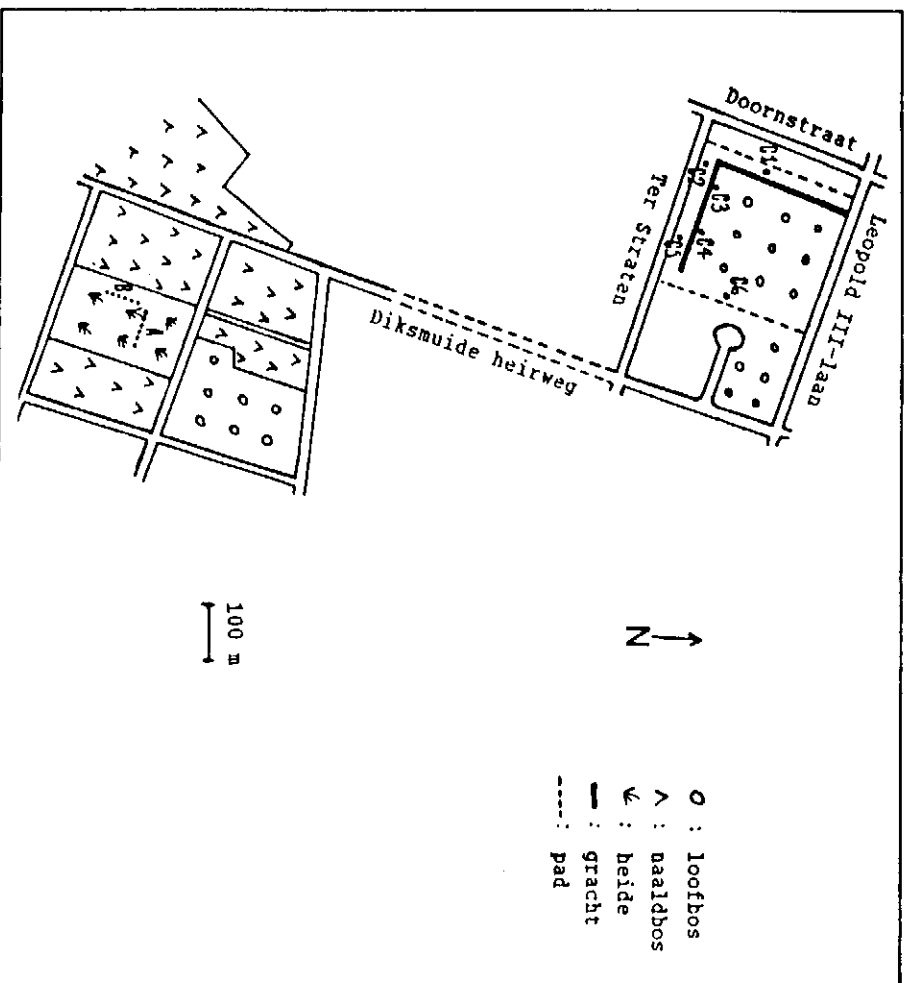 Doornstraat
Leopold III-laan
C1
C2
C3
C4
C5
C6
Ter Straten
Diksmuide heirweg
A
B
100 m
N
o : loofbos
^ : naaldbos
: heide
: gracht
----: pad